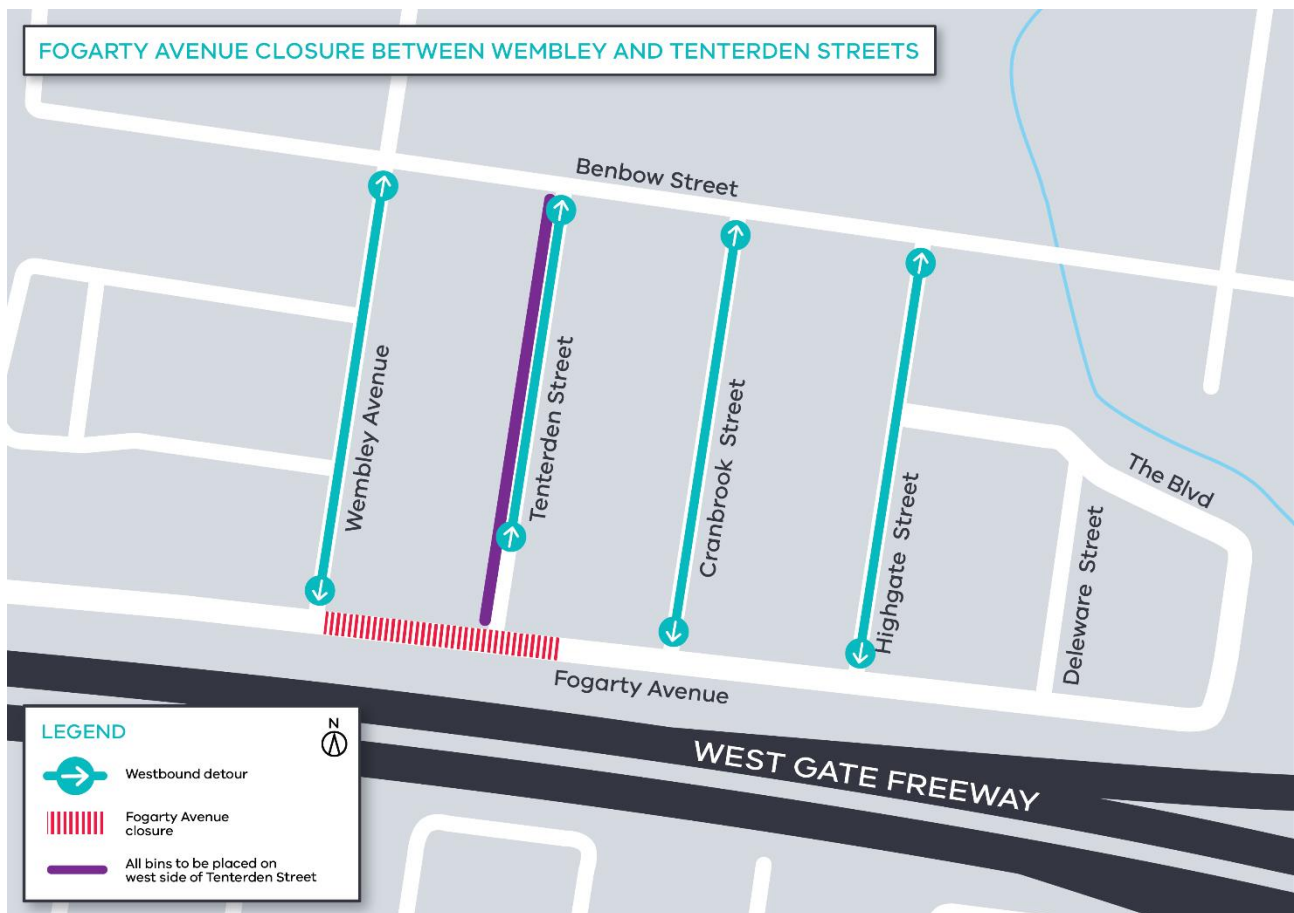 FOGARTY AVENUE CLOSURE BETWEEN WEMBLEY AND TENTERDEN STREETS
Benbow Street
Wembley Avenue
Tenterden Street
Cranbrook Street
Highgate Street
The Blvd
Deleware Street
Fogarty Avenue
WEST GATE FREEWAY
LEGEND
N
Westbound detour
Fogarty Avenue
closure
All bins to be placed on
west side of Tenterden Street